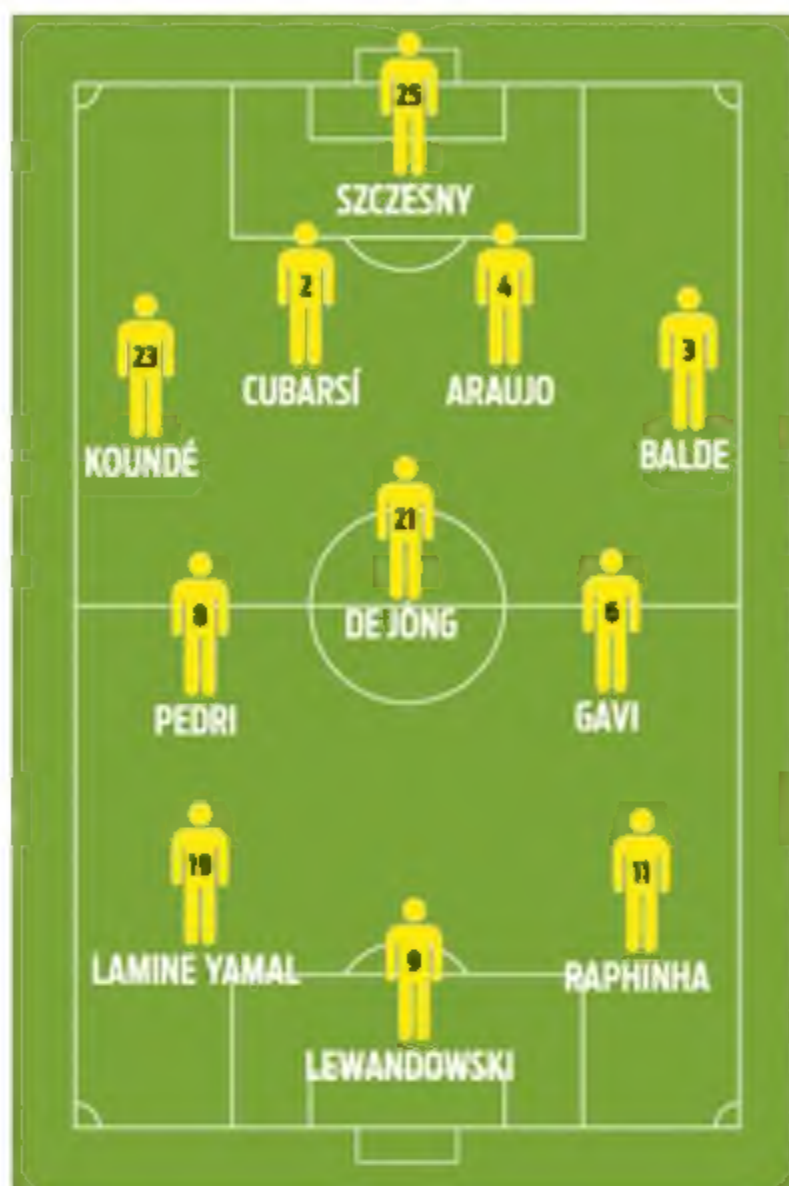 25
SZCZESNY
2
4
CUBARSÍ
ARAUJO
23
3
KOUNDÉ
BALDE
21
DE JONG
8
6
PEDRI
GAVI
19
11
LAMINE YAMAL
RAPHINHA
9
LEWANDOWSKI